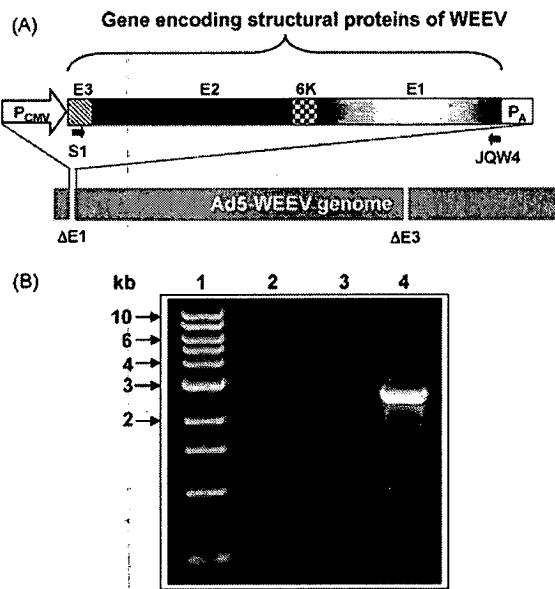 (A)
Gene encoding structural proteins of WEEV
E3 E2 6K E1
PCMV PA
S1
JQW4
Ad5-WEEV genome
ΔE1 ΔE3
(B)
kb 1 2 3 4
10
6
4
3
2